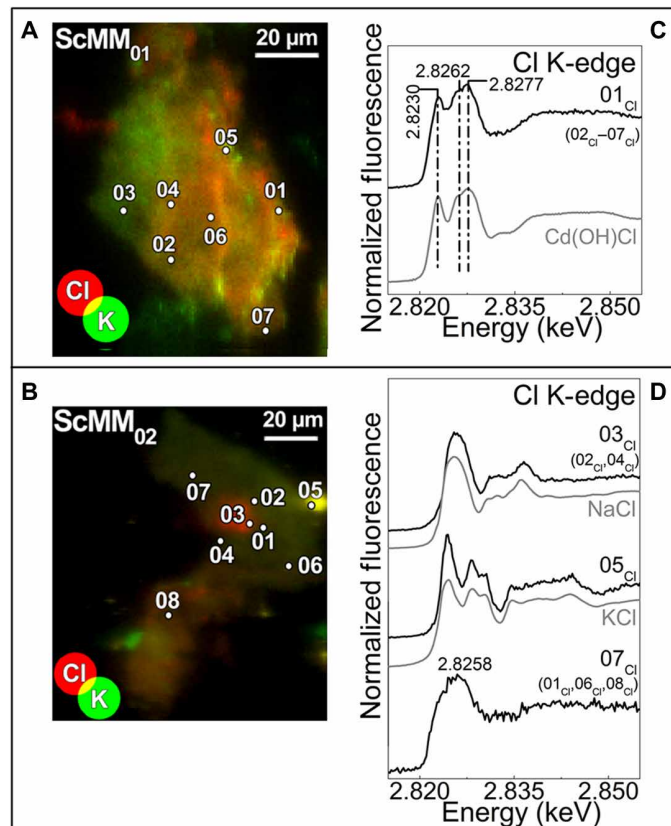 A
ScMM01
20 µm
05
03
04
01
06
02
07
Cl
K
C
Cl K-edge
2.8262
2.8277
2.8230
01Cl
(02Cl–07Cl)
Cd(OH)Cl
Normalized fluorescence
2.820 2.835 2.850
Energy (keV)
B
ScMM02
20 µm
07
02
05
03
01
04
06
08
Cl
K
D
Cl K-edge
03Cl
(02Cl,04Cl)
NaCl
05Cl
KCl
07Cl
2.8258
(01Cl,06Cl,08Cl)
Normalized fluorescence
2.820 2.835 2.850
Energy (keV)